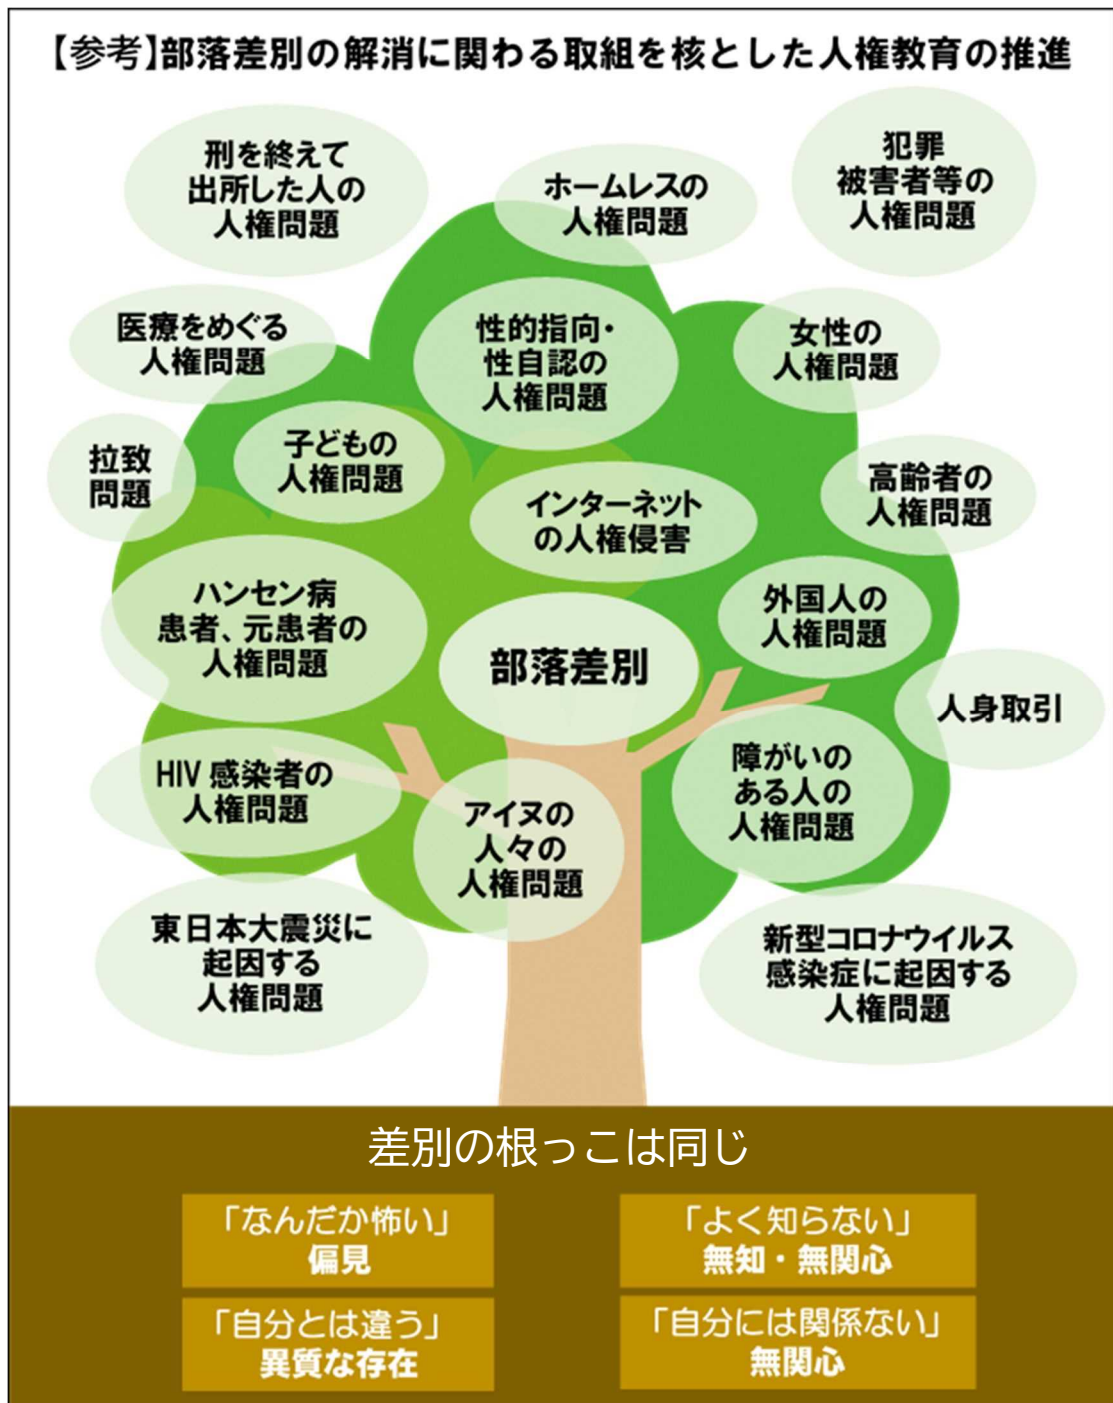 【参考】部落差別の解消に関わる取組を核とした人権教育の推進
刑を終えて
出所した人の
人権問題
ホームレスの
人権問題
犯罪
被害者等の
人権問題
医療をめぐる
人権問題
性的指向・
性自認の
人権問題
女性の
人権問題
拉致
問題
子どもの
人権問題
インターネット
の人権侵害
高齢者の
人権問題
ハンセン病
患者、元患者の
人権問題
部落差別
外国人の
人権問題
人身取引
HIV 感染者の
人権問題
アイヌの
人々の
人権問題
障がいの
ある人の
人権問題
東日本大震災に
起因する
人権問題
新型コロナウイルス
感染症に起因する
人権問題
差別の根っこは同じ
「なんだか怖い」
偏見
「よく知らない」
無知・無関心
「自分とは違う」
異質な存在
「自分には関係ない」
無関心